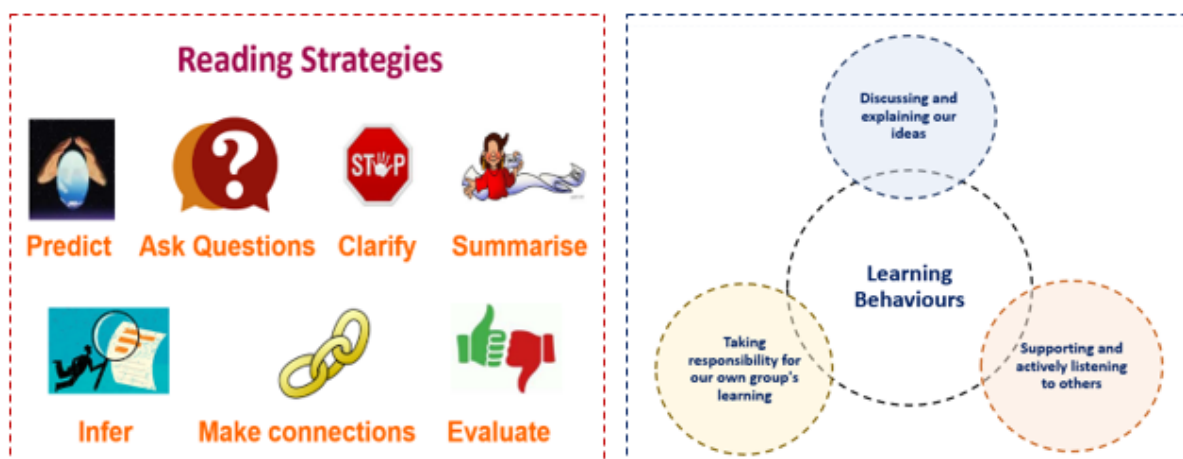 Reading Strategies
STOP
Predict
Ask Questions
Clarify
Summarise
Infer
Make connections
Evaluate
Discussing and
explaining our
ideas
Learning
Behaviours
Taking
responsibility for
our own group's
learning
Supporting and
actively listening
to others